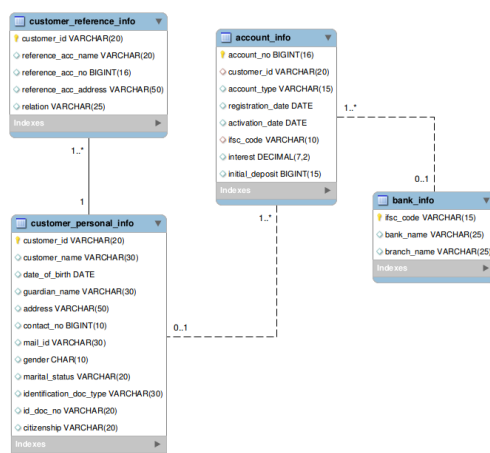 customer_reference_info
customer_id VARCHAR(20)
reference_acc_name VARCHAR(20)
reference_acc_no BIGINT(16)
reference_acc_address VARCHAR(50)
relation VARCHAR(25)
Indexes
1..*
1
customer_personal_info
customer_id VARCHAR(20)
customer_name VARCHAR(30)
date_of_birth DATE
guardian_name VARCHAR(30)
address VARCHAR(50)
contact_no BIGINT(10)
mail_id VARCHAR(30)
gender CHAR(10)
marital_status VARCHAR(20)
identification_doc_type VARCHAR(30)
id_doc_no VARCHAR(20)
citizenship VARCHAR(20)
Indexes
account_info
account_no BIGINT(16)
customer_id VARCHAR(20)
account_type VARCHAR(15)
registration_date DATE
activation_date DATE
ifsc_code VARCHAR(10)
interest DECIMAL(7,2)
initial_deposit BIGINT(15)
Indexes
1..*
0..1
1..*
0..1
bank_info
ifsc_code VARCHAR(15)
bank_name VARCHAR(25)
branch_name VARCHAR(25)
Indexes